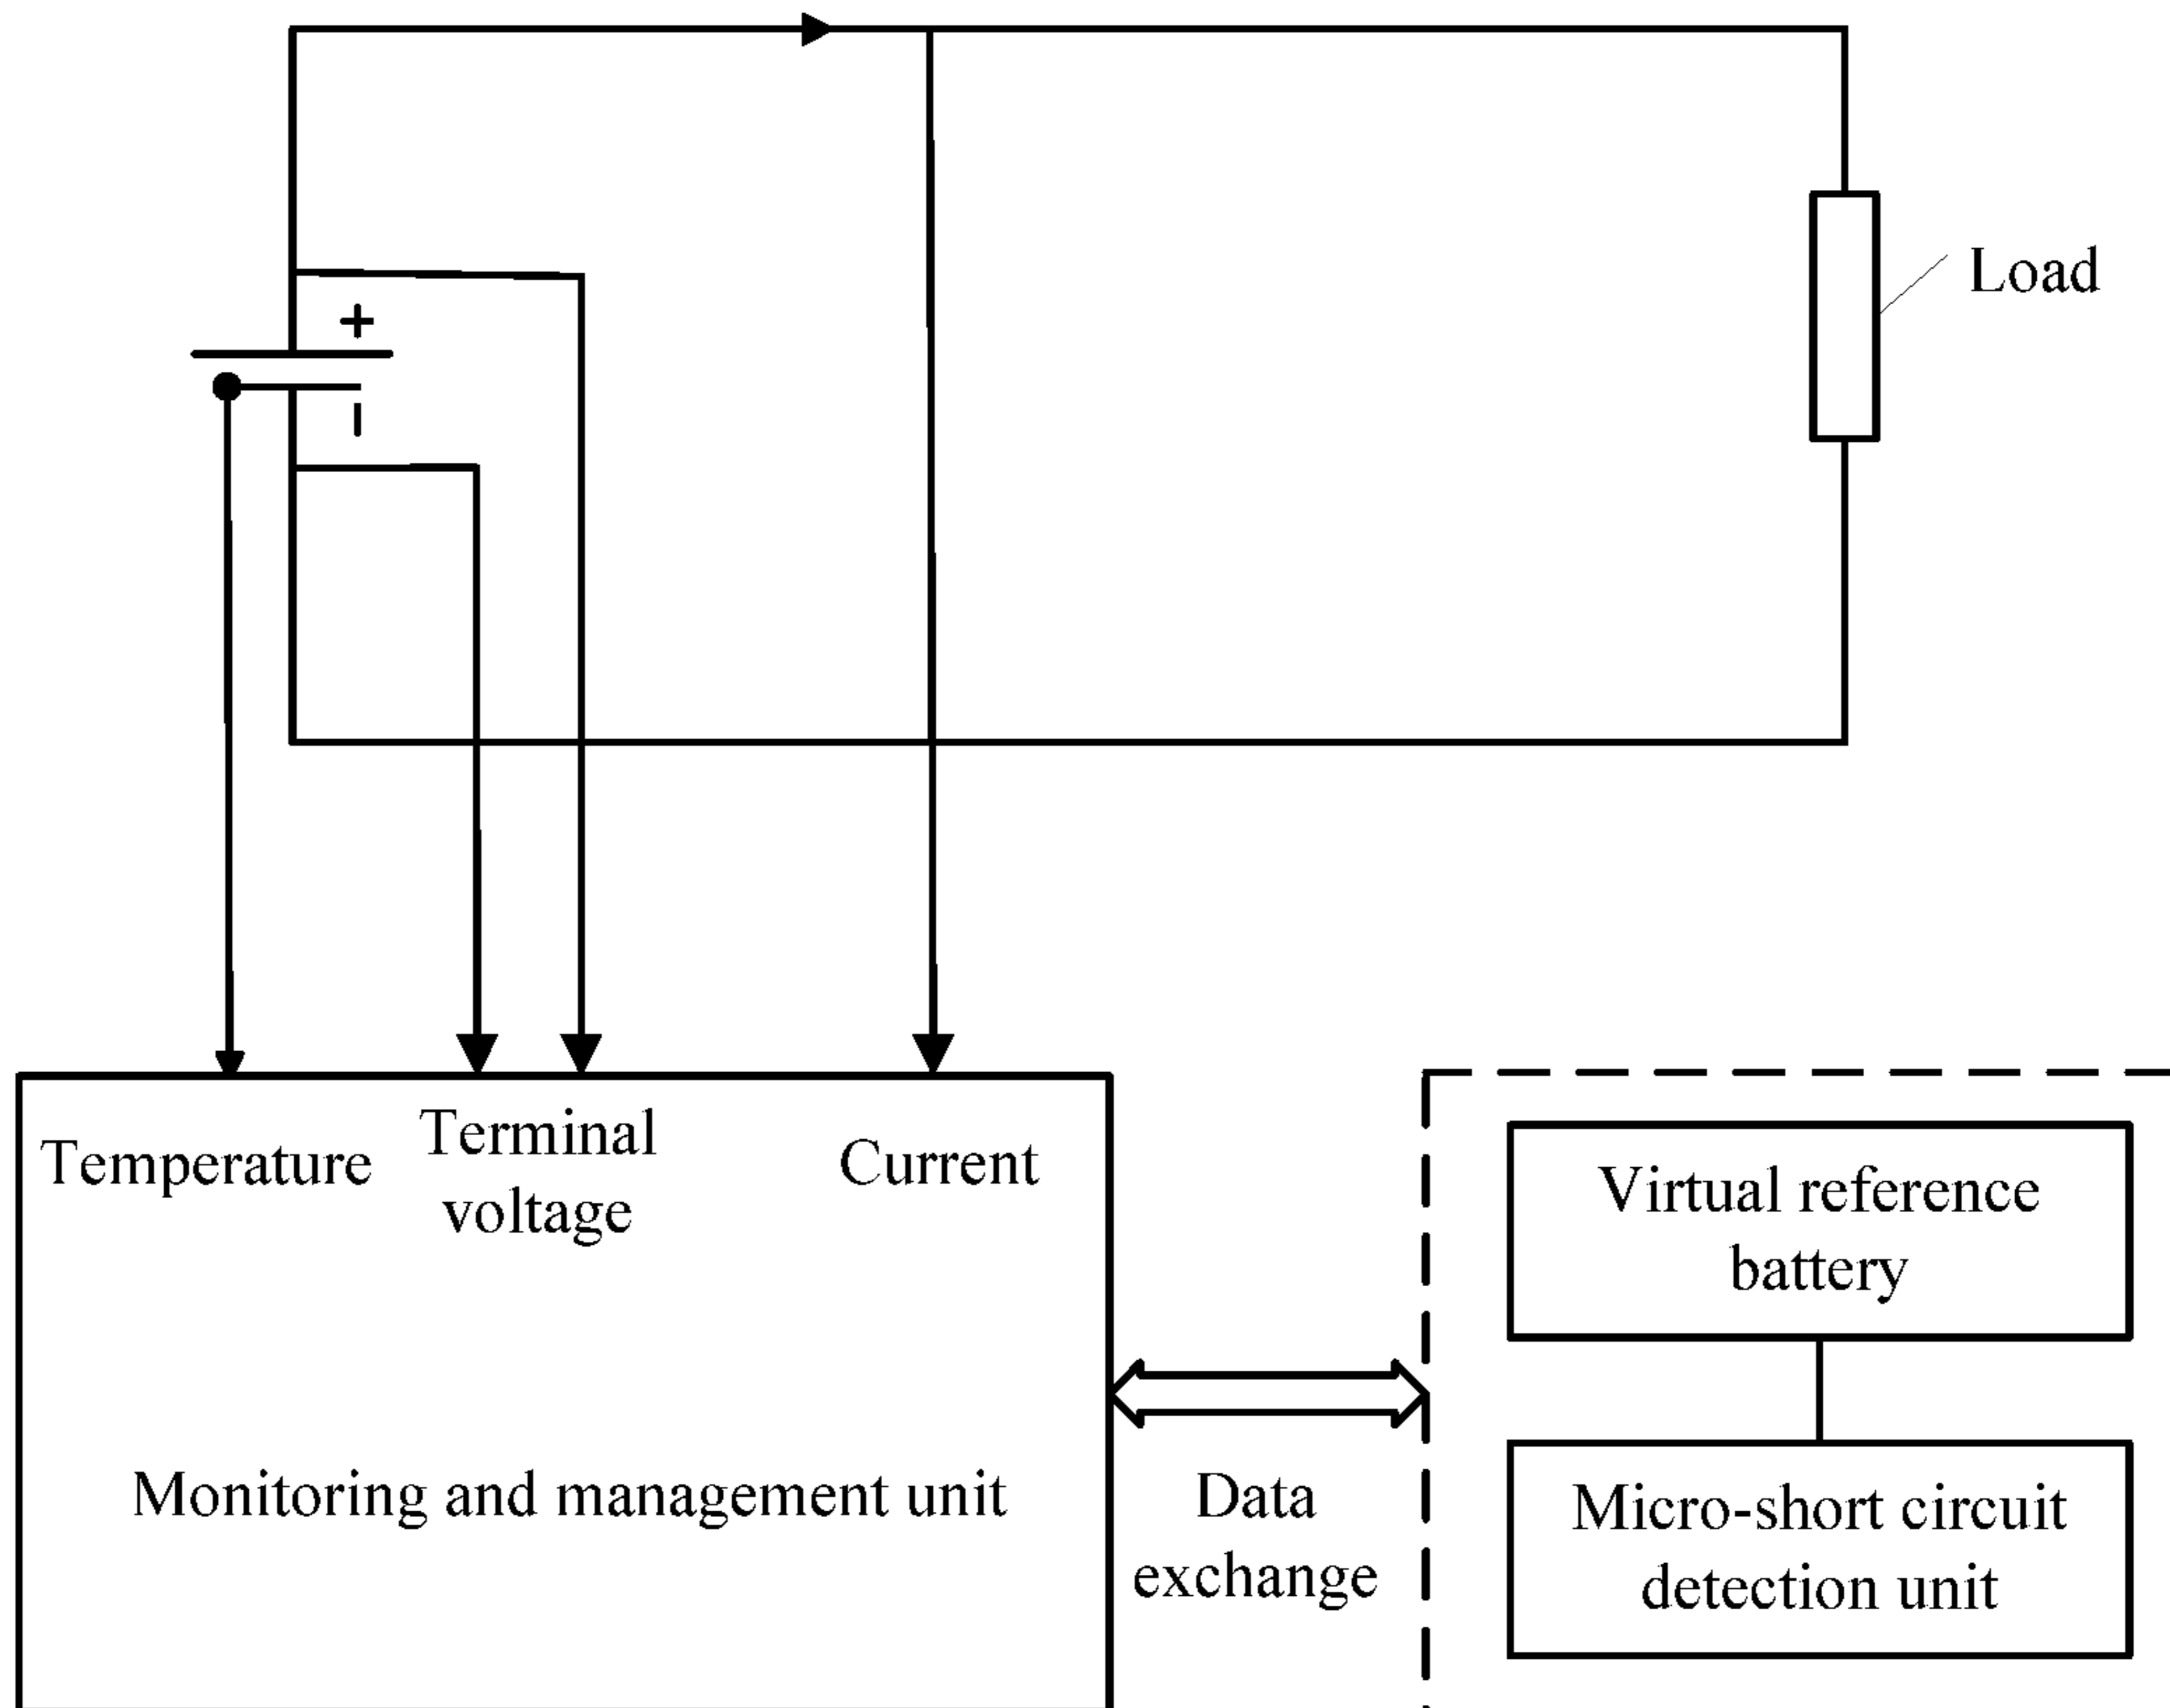 +
Load
Temperature
Terminal
voltage
Current
Virtual reference
battery
Monitoring and management unit
Data
exchange
Micro-short circuit
detection unit